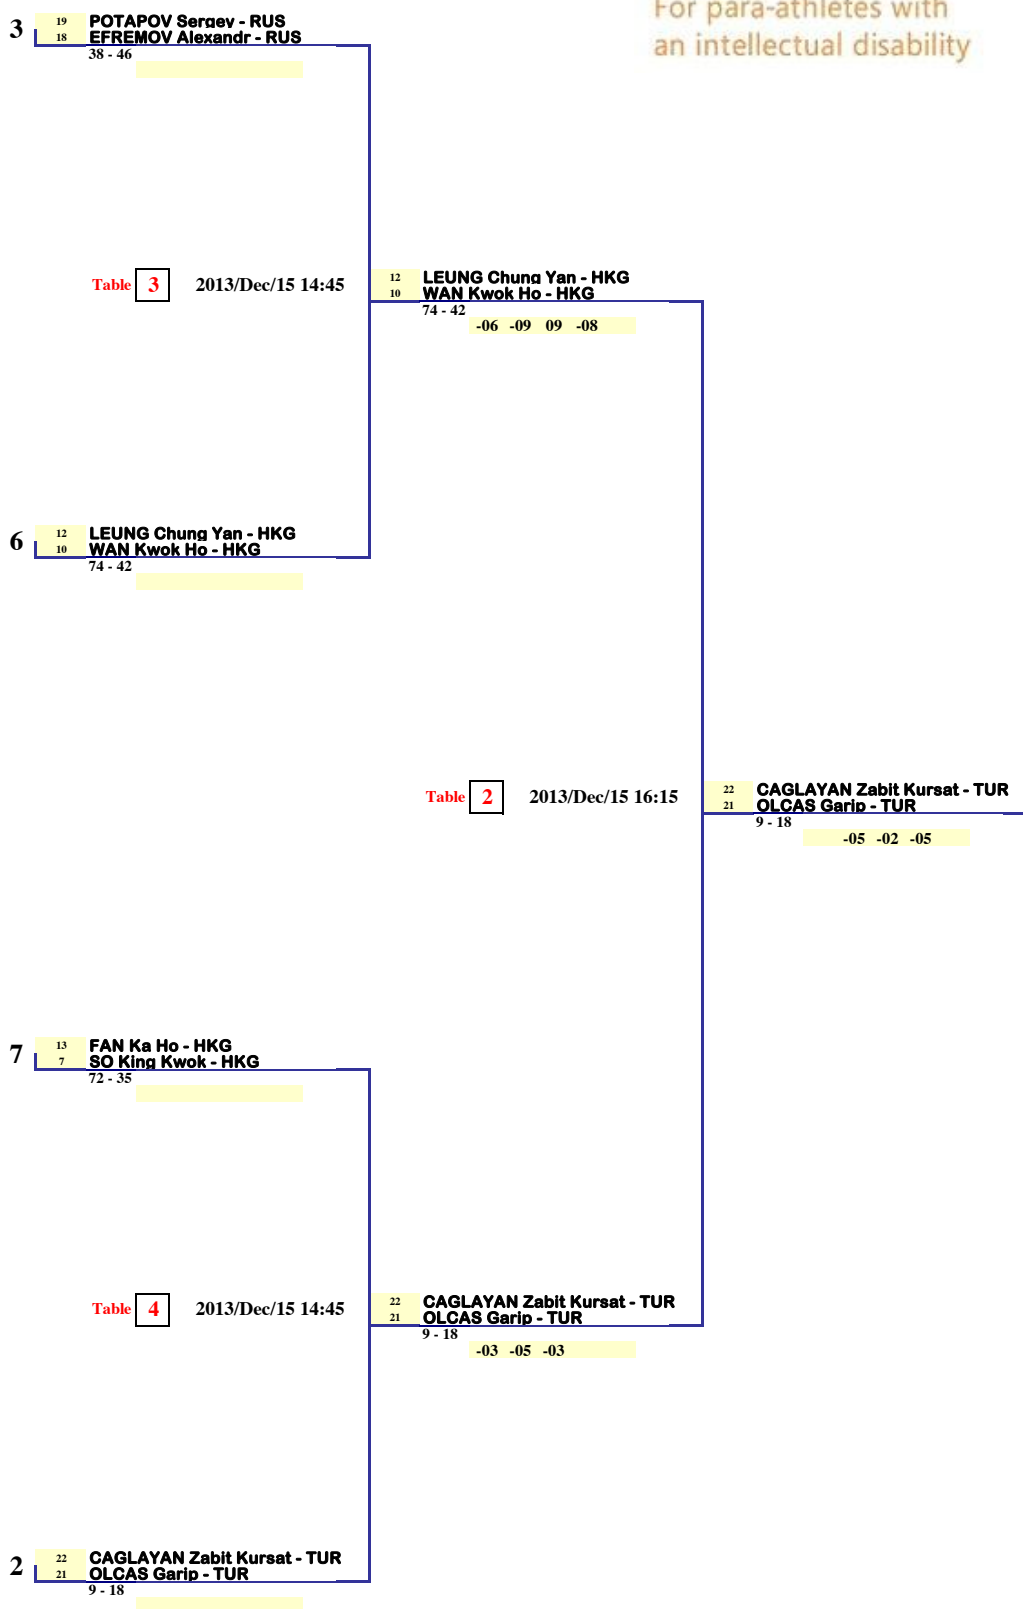 For para-athletes with
an intellectual disability
3
19 POTAPOV Sergey - RUS
18 EFREMOV Alexandr - RUS
38 - 46
Table 3 2013/Dec/15 14:45
12 LEUNG Chung Yan - HKG
10 WAN Kwok Ho - HKG
74 - 42
-06 -09 09 -08
6
12 LEUNG Chung Yan - HKG
10 WAN Kwok Ho - HKG
74 - 42
Table 2 2013/Dec/15 16:15
22 CAGLAYAN Zabit Kursat - TUR
21 OLCAS Garip - TUR
9 - 18
-05 -02 -05
7
13 FAN Ka Ho - HKG
7 SO King Kwok - HKG
72 - 35
Table 4 2013/Dec/15 14:45
22 CAGLAYAN Zabit Kursat - TUR
21 OLCAS Garip - TUR
9 - 18
-03 -05 -03
2
22 CAGLAYAN Zabit Kursat - TUR
21 OLCAS Garip - TUR
9 - 18